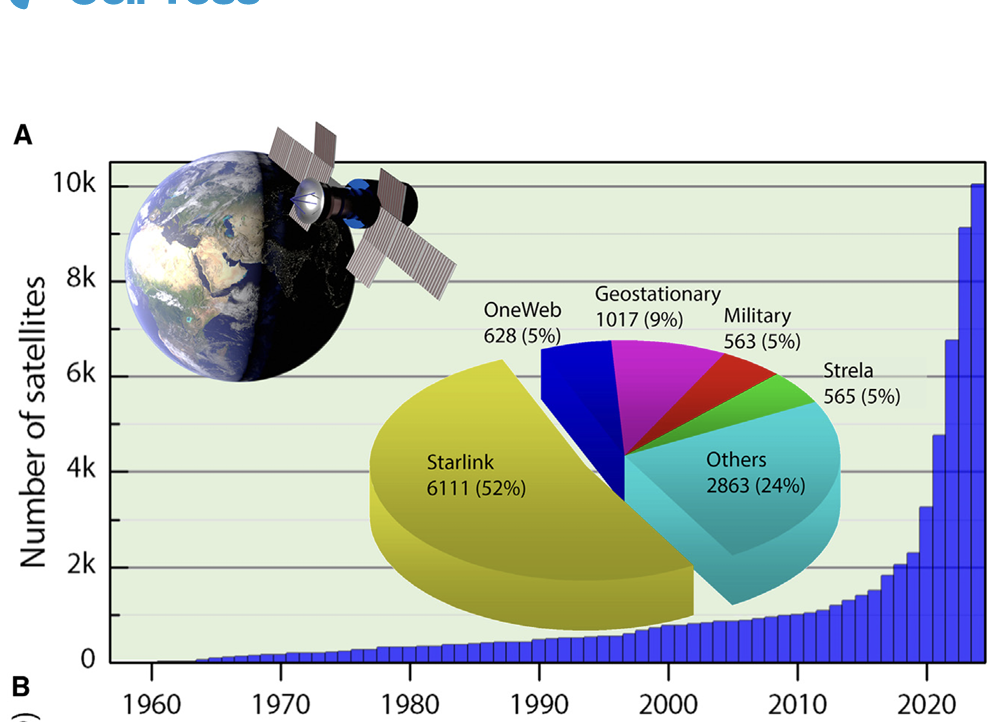 A
Number of satellites
10k
8k
6k
4k
2k
0
OneWeb
628 (5%)
Geostationary
1017 (9%)
Military
563 (5%)
Strela
565 (5%)
Starlink
6111 (52%)
Others
2863 (24%)
1960
1970
1980
1990
2000
2010
2020
B